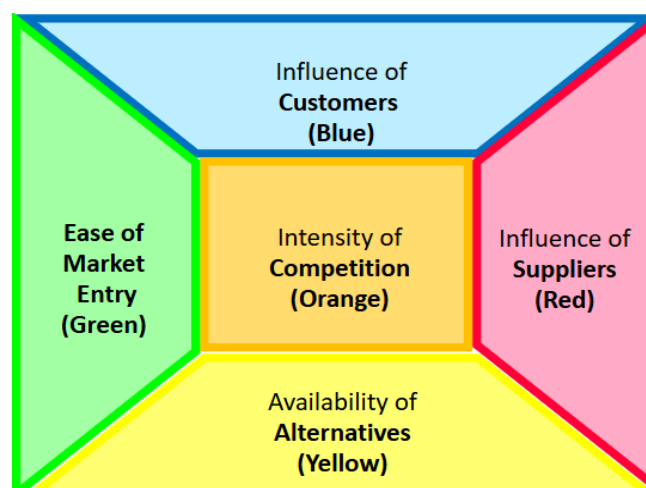 Influence of
Customers
(Blue)
Ease of
Market
Entry
(Green)
Intensity of
Competition
(Orange)
Influence of
Suppliers
(Red)
Availability of
Alternatives
(Yellow)